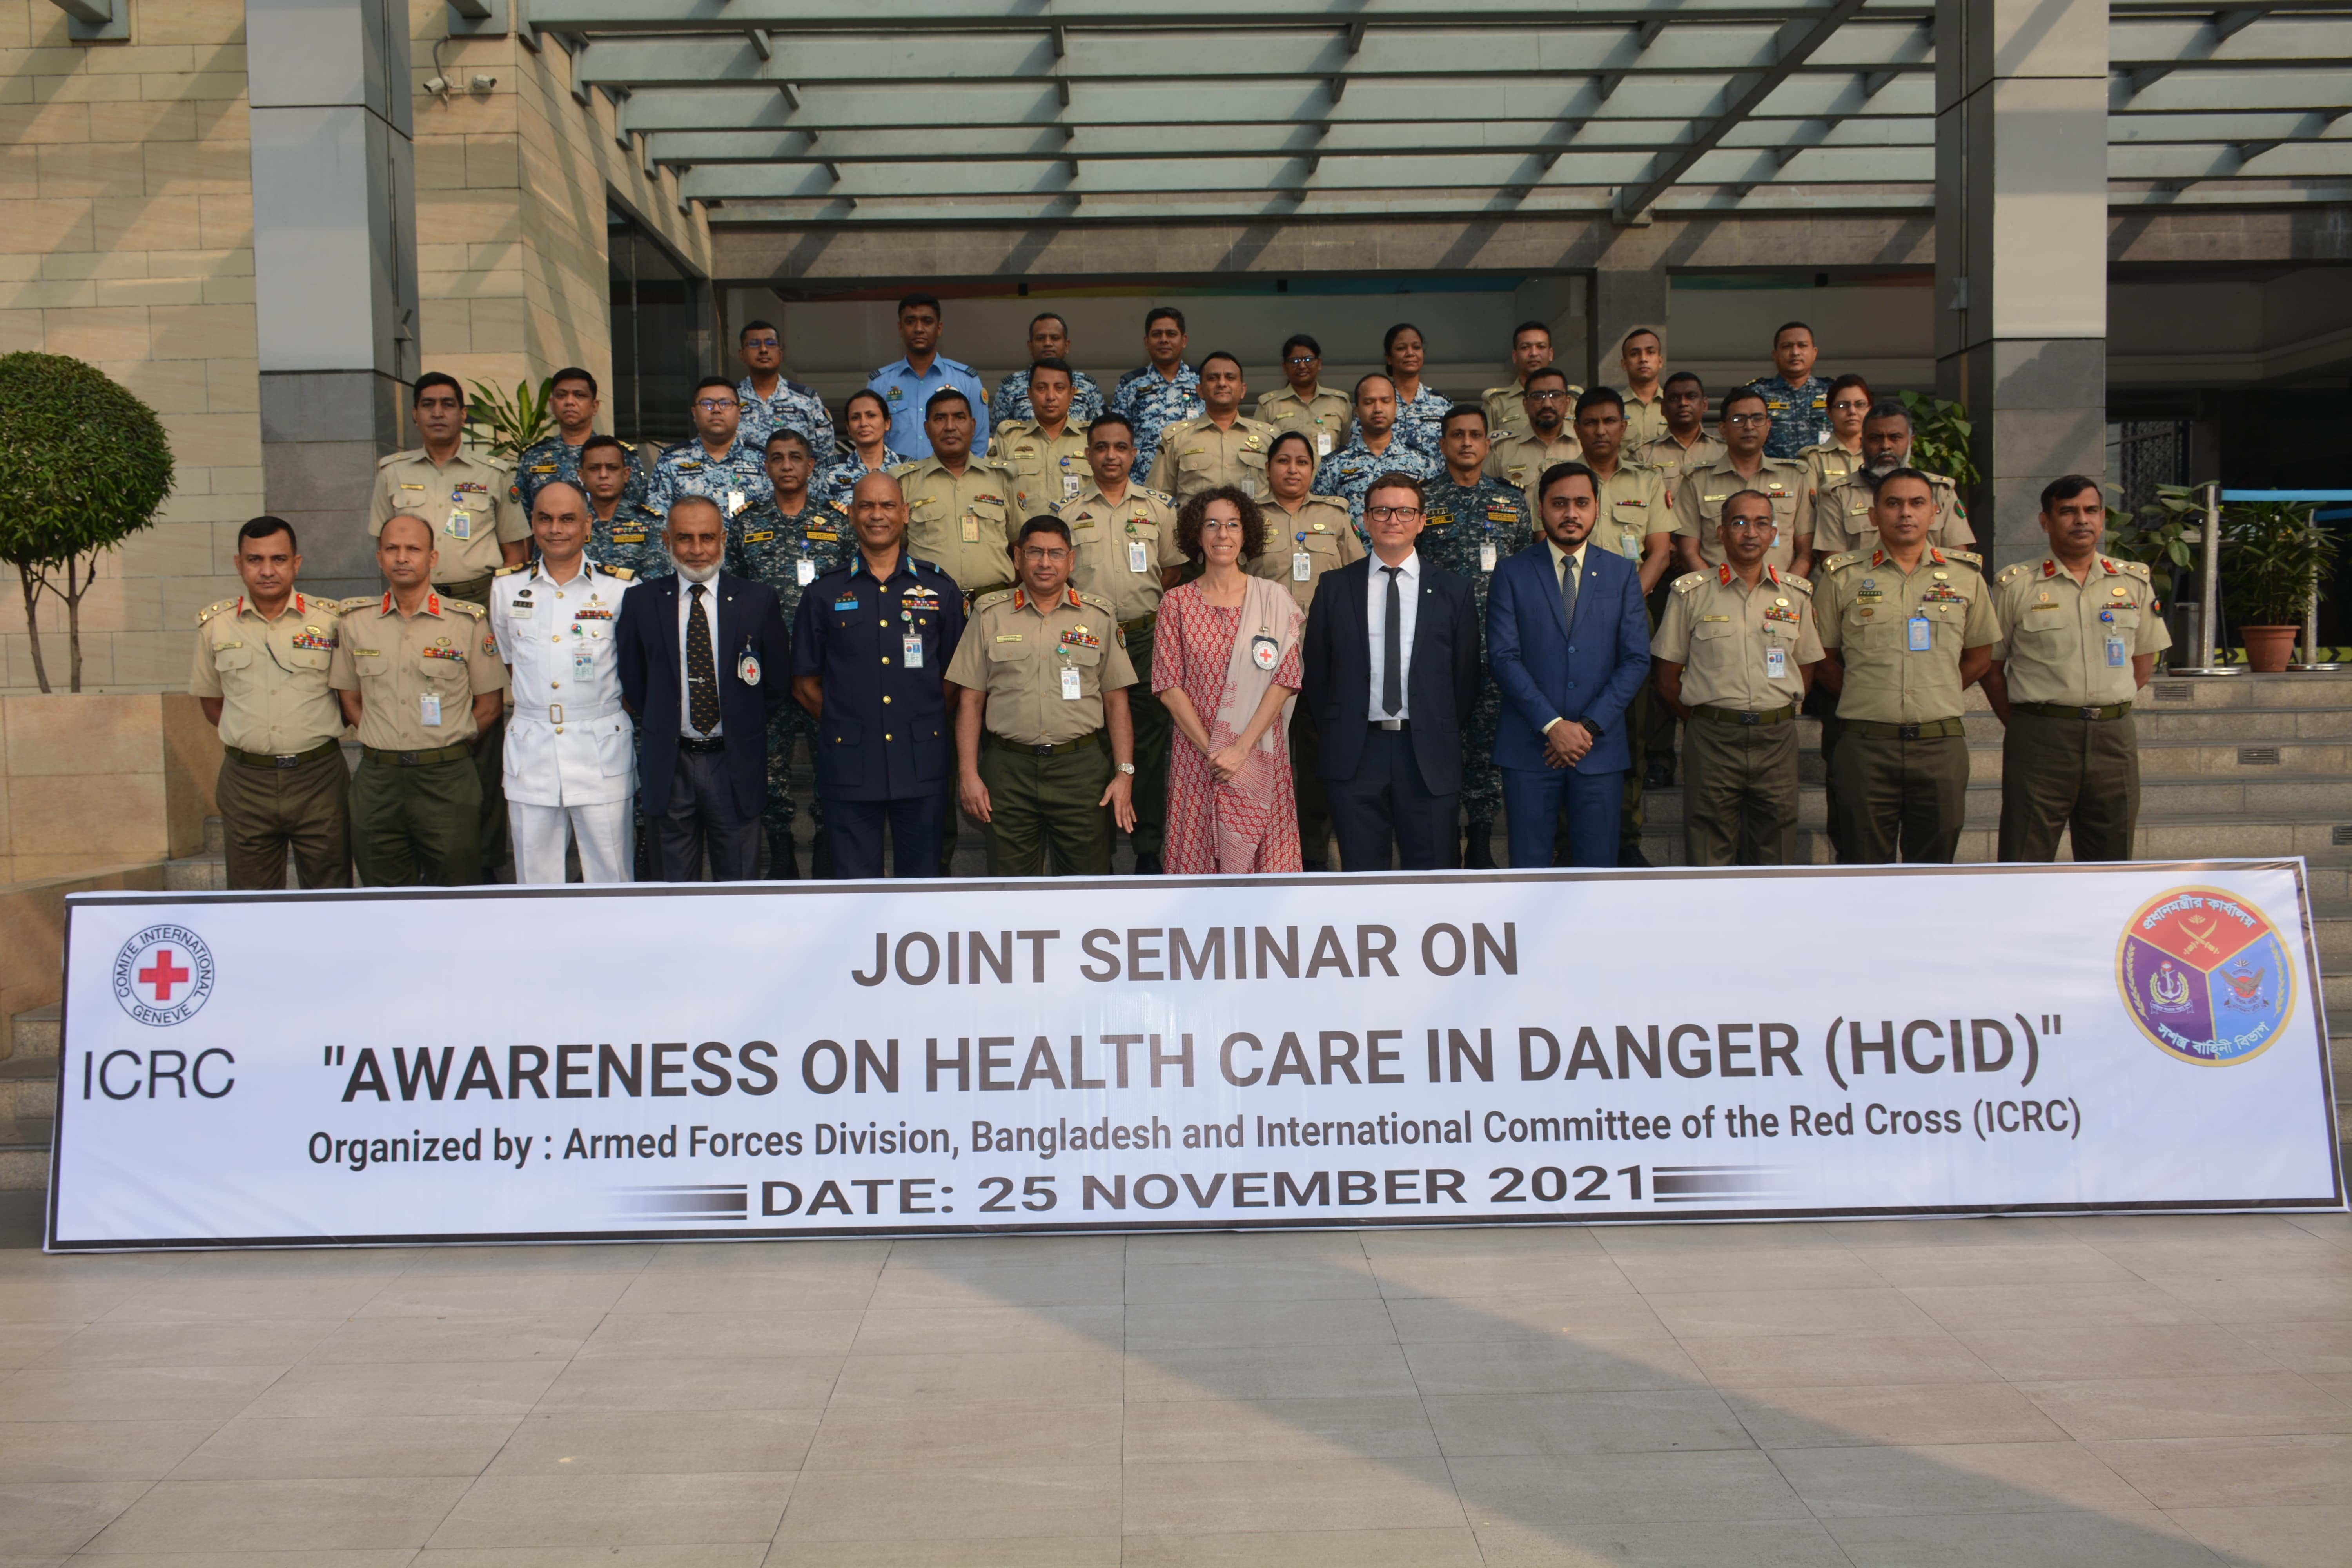 COMITE INTERNATIONAL GENEVE
ICRC
JOINT SEMINAR ON
"AWARENESS ON HEALTH CARE IN DANGER (HCID)"
Organized by : Armed Forces Division, Bangladesh and International Committee of the Red Cross (ICRC)
DATE: 25 NOVEMBER 2021
প্রধানমন্ত্রীর কার্যালয়
সশস্ত্র বাহিনী বিভাগ